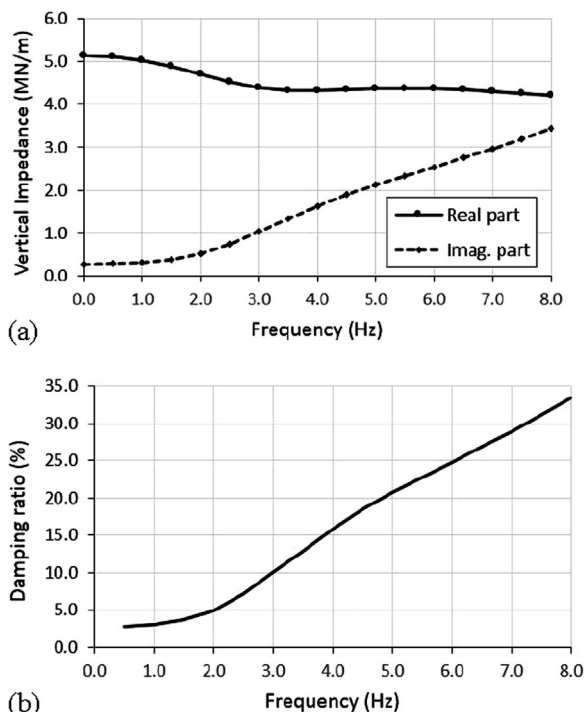 6.0
5.0
4.0
3.0
2.0
1.0
0.0
Vertical Impedance (MN/m)
Real part
Imag. part
0.0 1.0 2.0 3.0 4.0 5.0 6.0 7.0 8.0
Frequency (Hz)
(a)
35.0
30.0
25.0
20.0
15.0
10.0
5.0
0.0
Damping ratio (%)
0.0 1.0 2.0 3.0 4.0 5.0 6.0 7.0 8.0
Frequency (Hz)
(b)